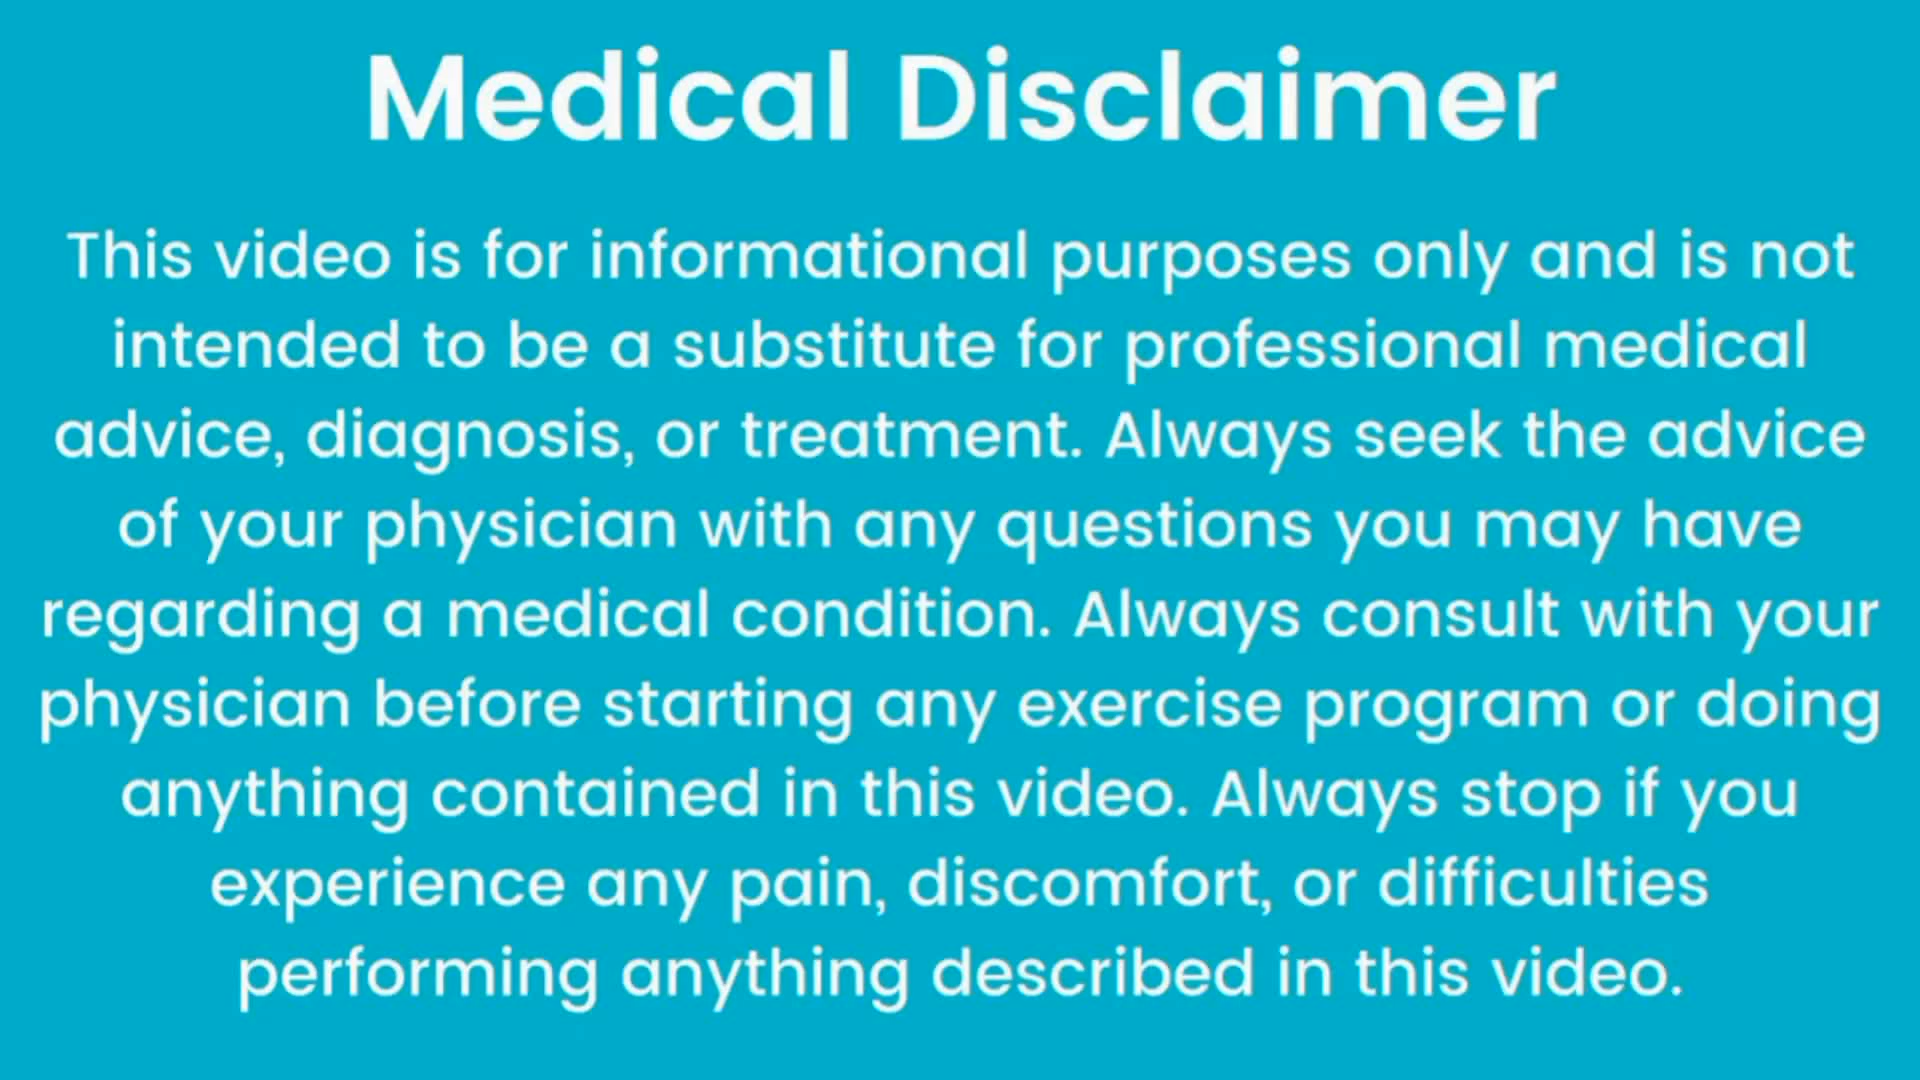 Medical Disclaimer
This video is for informational purposes only and is not
intended to be a substitute for professional medical
advice, diagnosis, or treatment. Always seek the advice
of your physician with any questions you may have
regarding a medical condition. Always consult with your
physician before starting any exercise program or doing
anything contained in this video. Always stop if you
experience any pain, discomfort, or difficulties
performing anything described in this video.